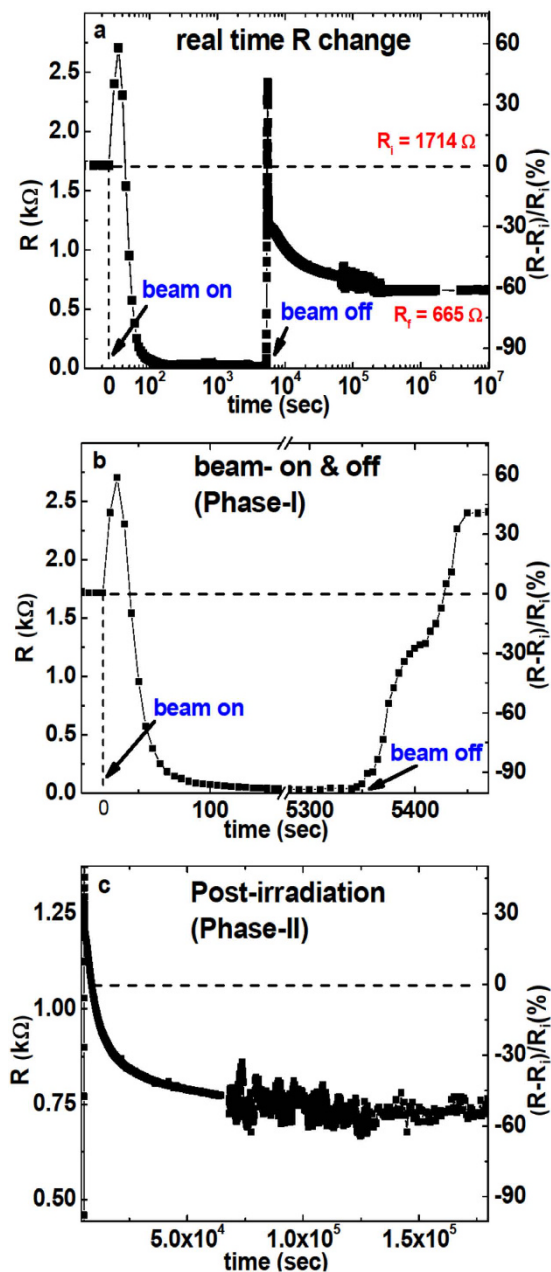 a
real time R change
2.5
2.0
1.5
1.0
0.5
0.0
R (kΩ)
60
30
0
-30
-60
-90
(R-Ri)/Ri(%)
Ri = 1714 Ω
Rf = 665 Ω
beam on
beam off
0 10² 10³ 10⁴ 10⁵ 10⁶ 10⁷
time (sec)
b
beam- on & off
(Phase-I)
2.5
2.0
1.5
1.0
0.5
0.0
R (kΩ)
60
30
0
-30
-60
-90
(R-Ri)/Ri(%)
beam on
beam off
0 100 5300 5400
time (sec)
c
Post-irradiation
(Phase-II)
1.25
1.00
0.75
0.50
R (kΩ)
30
0
-30
-60
-90
(R-Ri)/Ri(%)
5.0x10⁴ 1.0x10⁵ 1.5x10⁵
time (sec)